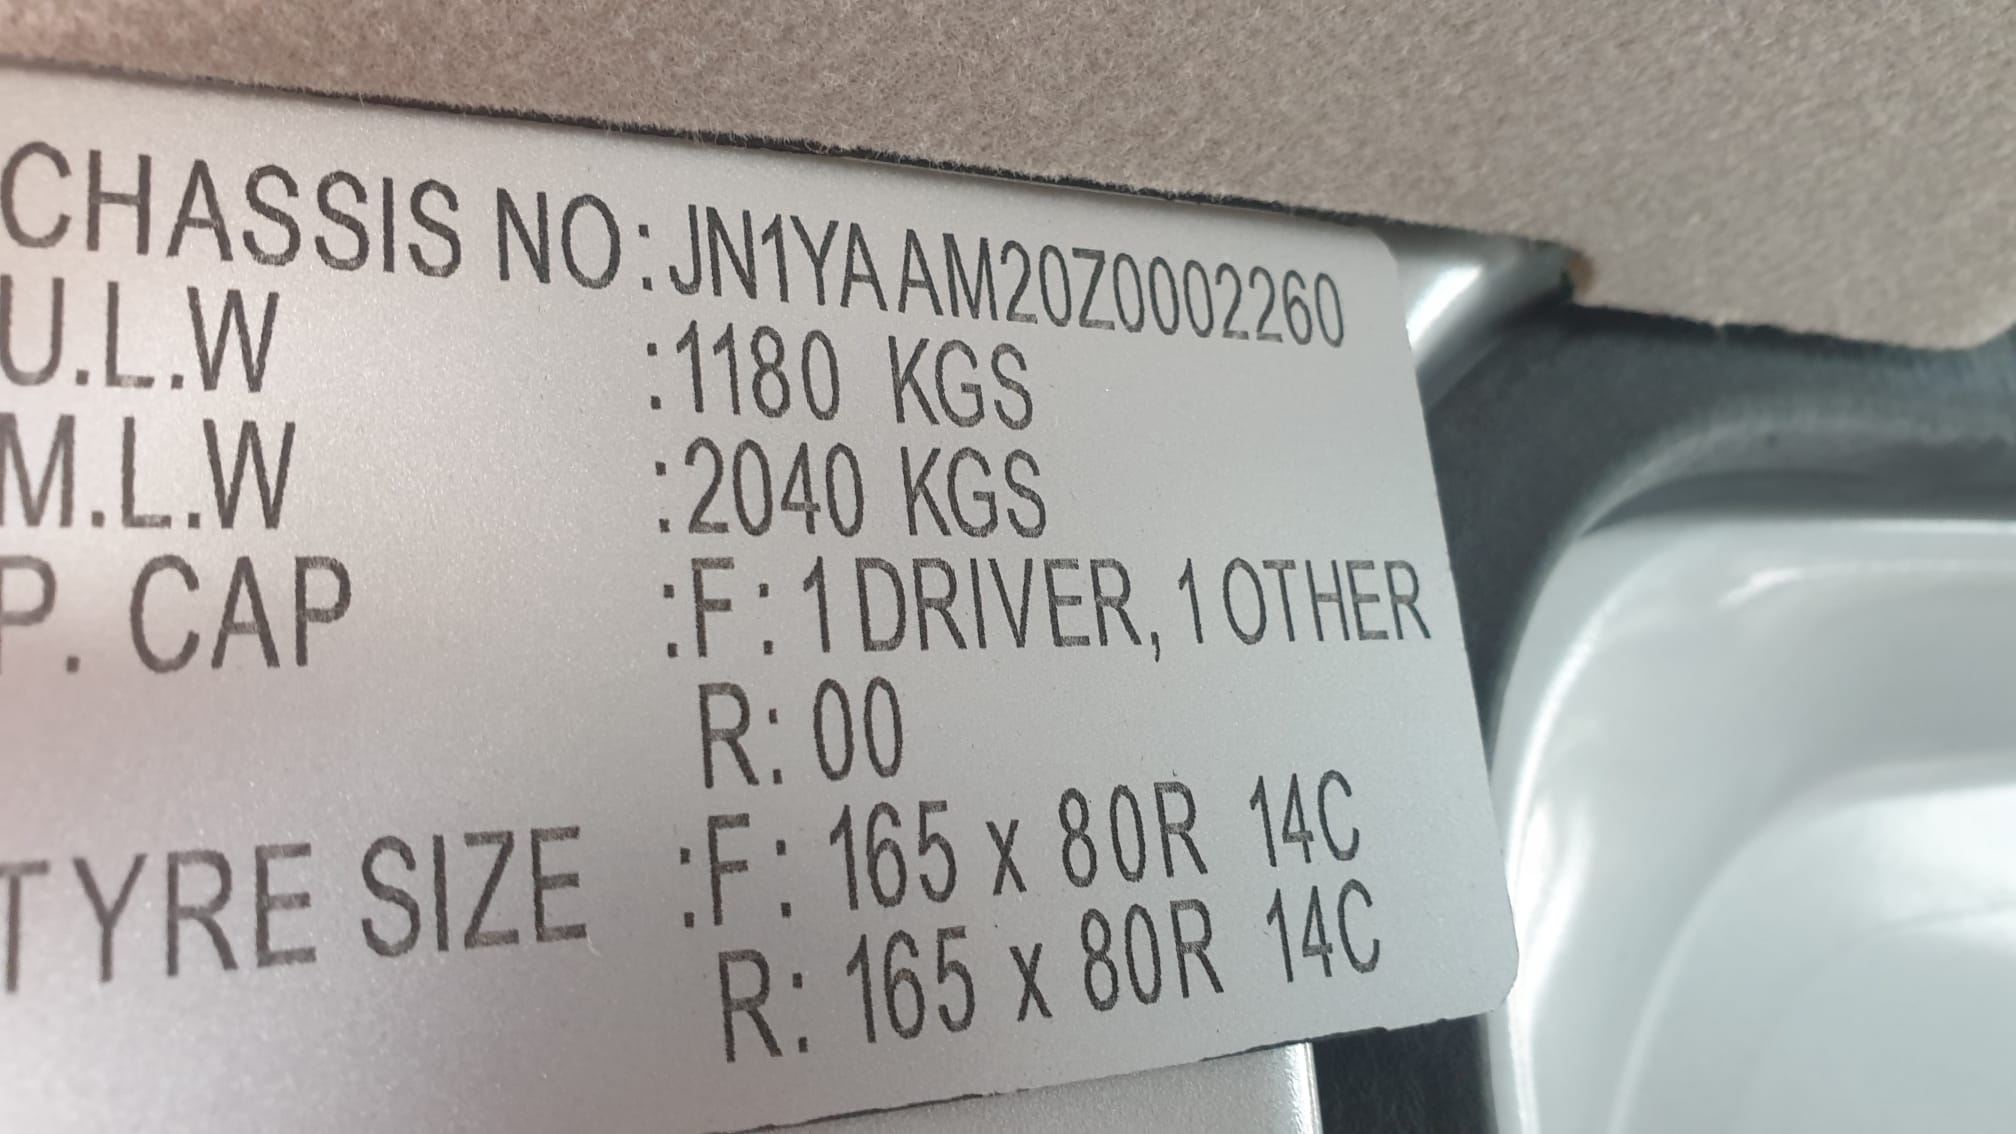 CHASSIS NO:JN1YAAM20Z0002260
U.L.W :1180 KGS
M.L.W :2040 KGS
P. CAP :F: 1 DRIVER, 1 OTHER
R: 00
TYRE SIZE :F: 165 x 80R 14C
R: 165 x 80R 14C